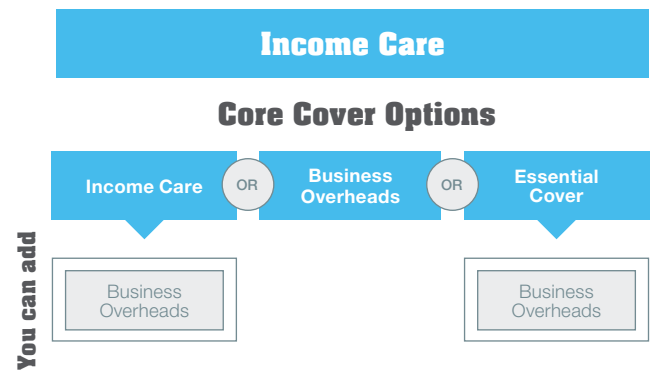 Income Care
Core Cover Options
Income Care
OR
Business
Overheads
OR
Essential
Cover
You can add
Business
Overheads
Business
Overheads